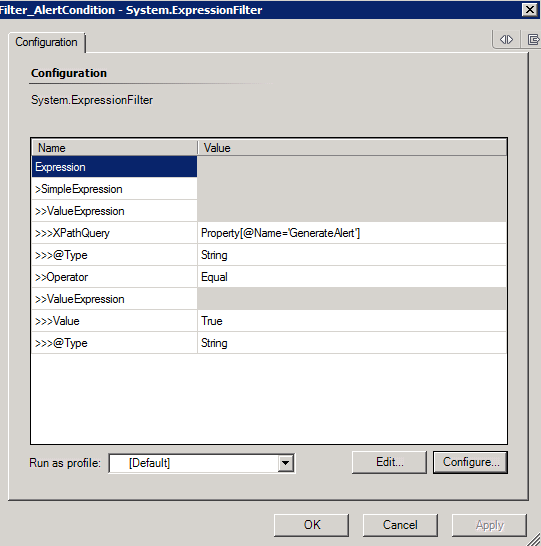 Filter_AlertCondition - System.ExpressionFilter
Configuration
Configuration
System.ExpressionFilter
Name Value
Expression
>SimpleExpression
>>ValueExpression
>>>XPathQuery Property[@Name='GenerateAlert']
>>>@Type String
>>Operator Equal
>>ValueExpression
>>>Value True
>>>@Type String
Run as profile: [Default] Edit... Configure...
OK Cancel Apply